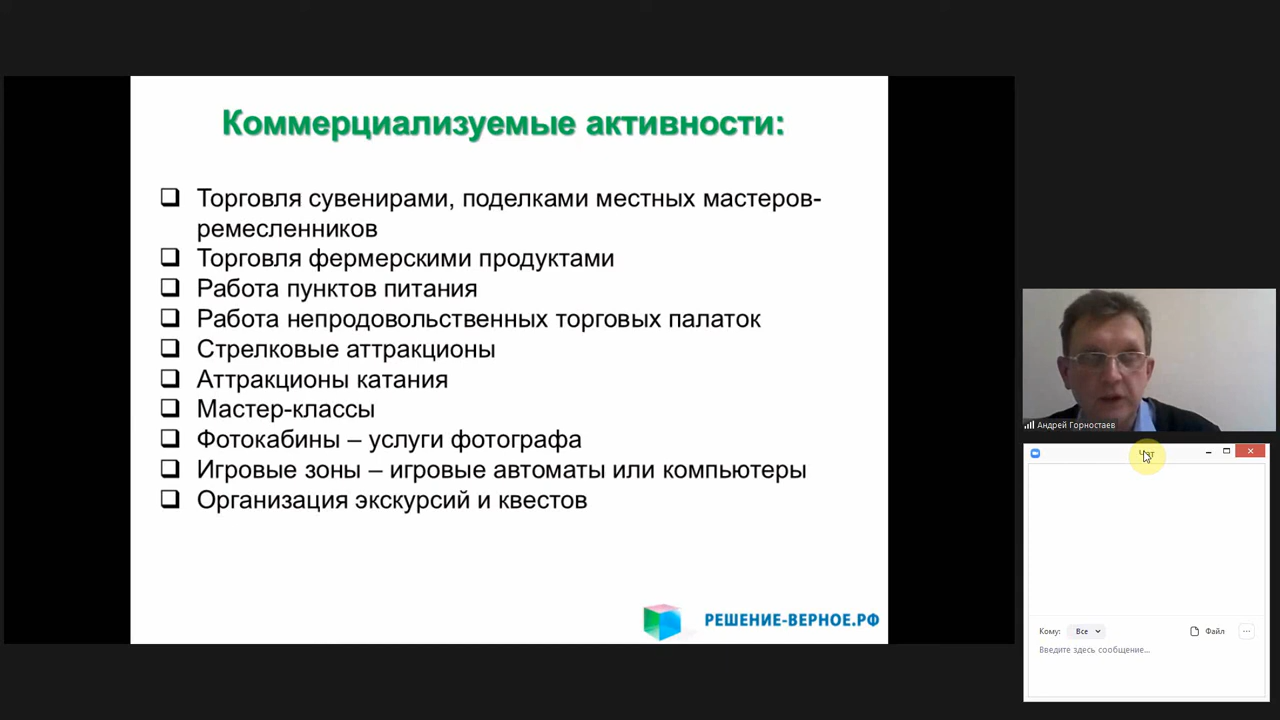 Коммерциализуемые активности:
Торговля сувенирами, поделками местных мастеров-
ремесленников
Торговля фермерскими продуктами
Работа пунктов питания
Работа непродовольственных торговых палаток
Стрелковые аттракционы
Аттракционы катания
Мастер-классы
Фотокабины – услуги фотографа
Игровые зоны – игровые автоматы или компьютеры
Организация экскурсий и квестов
РЕШЕНИЕ-ВЕРНОЕ.РФ
Андрей Горностаев
Чат
Кому: Все Файл
Введите здесь сообщение...